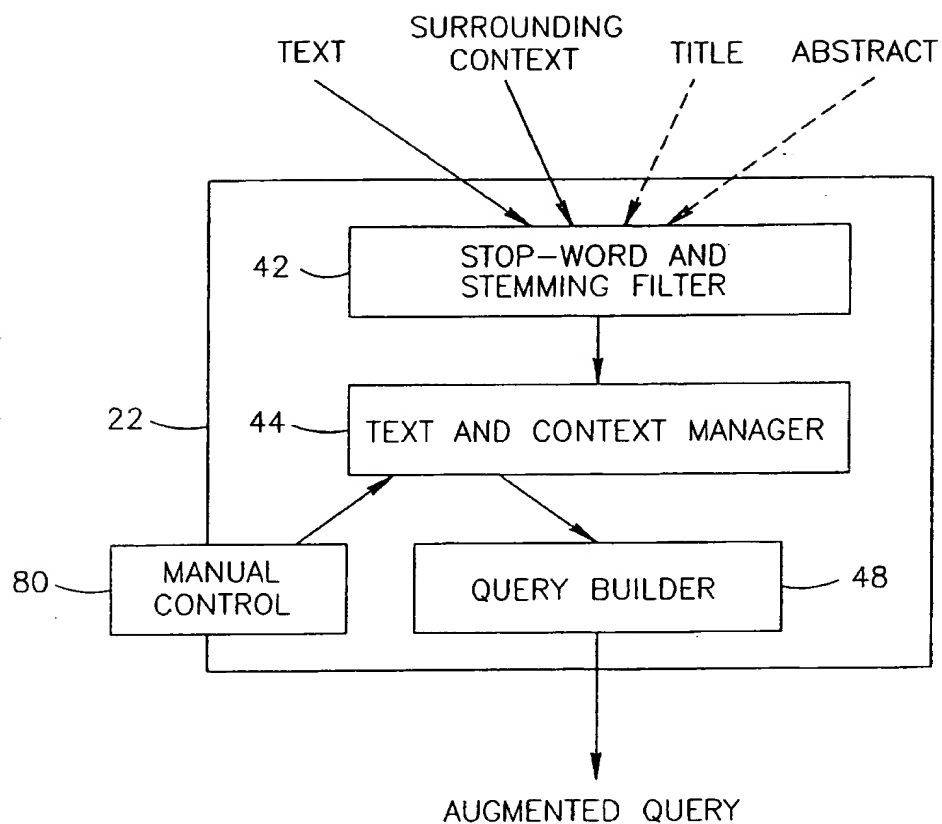 TEXT
SURROUNDING
CONTEXT
TITLE
ABSTRACT
42
STOP-WORD AND
STEMMING FILTER
22
44
TEXT AND CONTEXT MANAGER
80
MANUAL
CONTROL
QUERY BUILDER
48
AUGMENTED QUERY